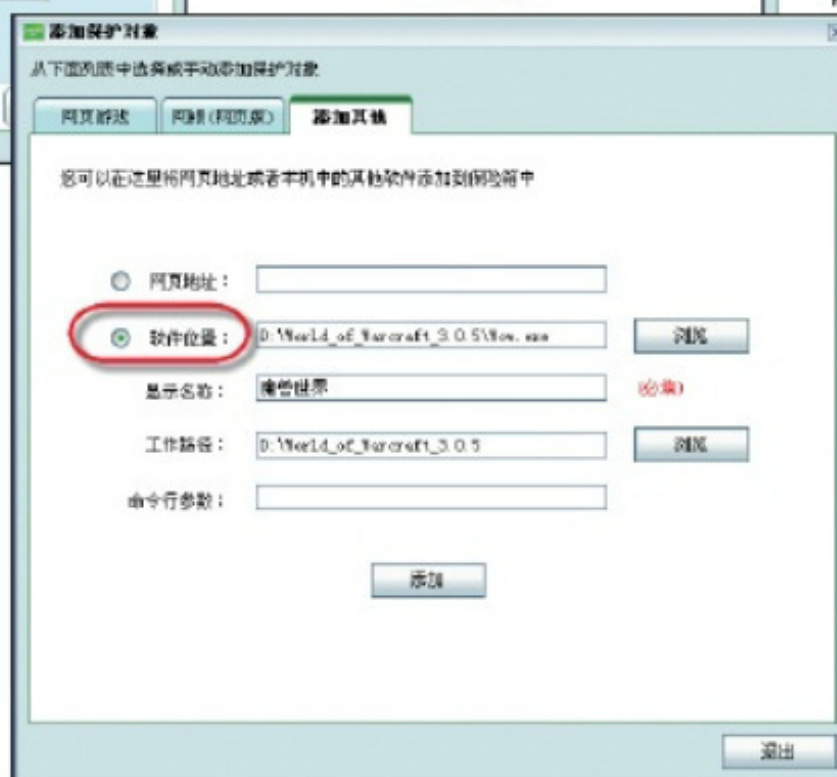 添加保护对象
从下面列表中选择或手动添加保护对象
网页游戏 网银(网页版) 添加其他
您可以在这里将网页地址或者本机中的其他软件添加到保险箱中
网页地址：
软件位置： D:\World_of_Warcraft_3.0.5\Wow.exe 浏览
显示名称： 魔兽世界 (必填)
工作路径： D:\World_of_Warcraft_3.0.5 浏览
命令行参数：
添加
退出